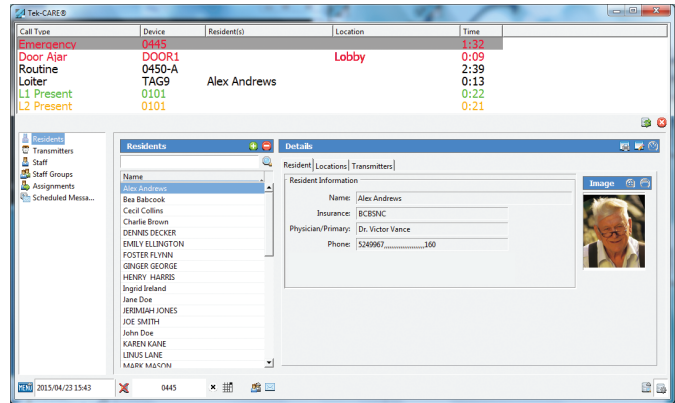 Tek-CARE®
Call Type Device Resident(s) Location Time
Emergency 0445 1:32
Door Ajar DOOR1 Lobby 0:09
Routine 0450-A 2:39
Loiter TAG9 Alex Andrews 0:13
L1 Present 0101 0:22
L2 Present 0101 0:21
Residents
Transmitters
Staff
Staff Groups
Assignments
Scheduled Messa...
Residents
Name
Alex Andrews
Bea Babcook
Cecil Collins
Charlie Brown
DENNIS DECKER
EMILY ELLINGTON
FOSTER FLYNN
GINGER GEORGE
HENRY HARRIS
Ingrid Ireland
Jane Doe
JERIMIAH JONES
JOE SMITH
John Doe
KAREN KANE
LINUS LANE
MARK MASON
Details
Resident Locations Transmitters
Resident Information
Name: Alex Andrews
Insurance: BCBSNC
Physician/Primary: Dr. Victor Vance
Phone: 5249967,,,,,,,,,,,,,,,,,,,,160
Image
MENU 2015/04/23 15:43 0445